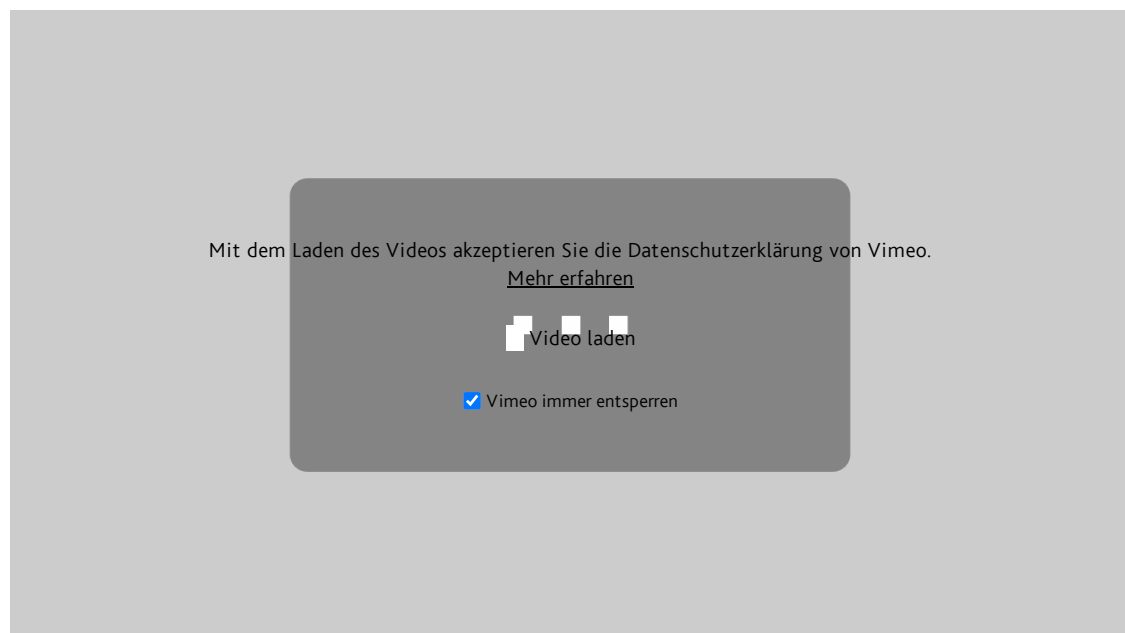 Mit dem Laden des Videos akzeptieren Sie die Datenschutzerklärung von Vimeo.
Mehr erfahren
Video laden
Vimeo immer entsperren